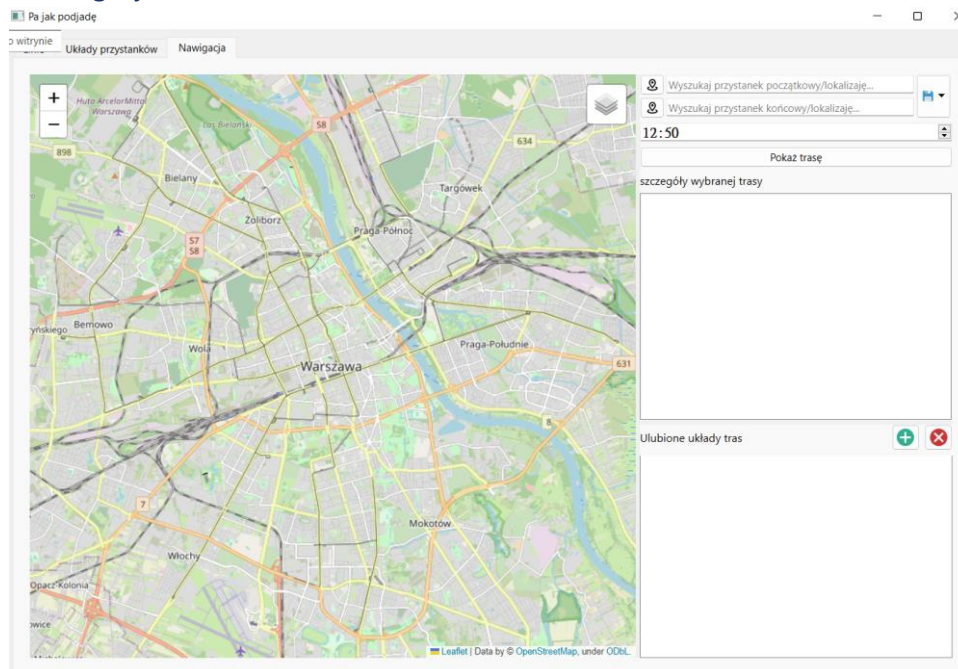 Pa jak podjadę
o witrynie
Układy przystanków
Nawigacja
+
−
Huta ArcelorMittal
Warszawa
Las Bielański
S8
634
898
Bielany
Targówek
Żoliborz
Praga-Północ
S7
S8
Bemowo
Wola
Praga-Południe
Warszawa
631
8
7
Mokotów
Włochy
Opacz-Kolonia
Leaflet | Data by © OpenStreetMap, under ODbL.
Wyszukaj przystanek początkowy/lokalizaję...
Wyszukaj przystanek końcowy/lokalizaję...
12:50
Pokaż trasę
szczegóły wybranej trasy
Ulubione układy tras